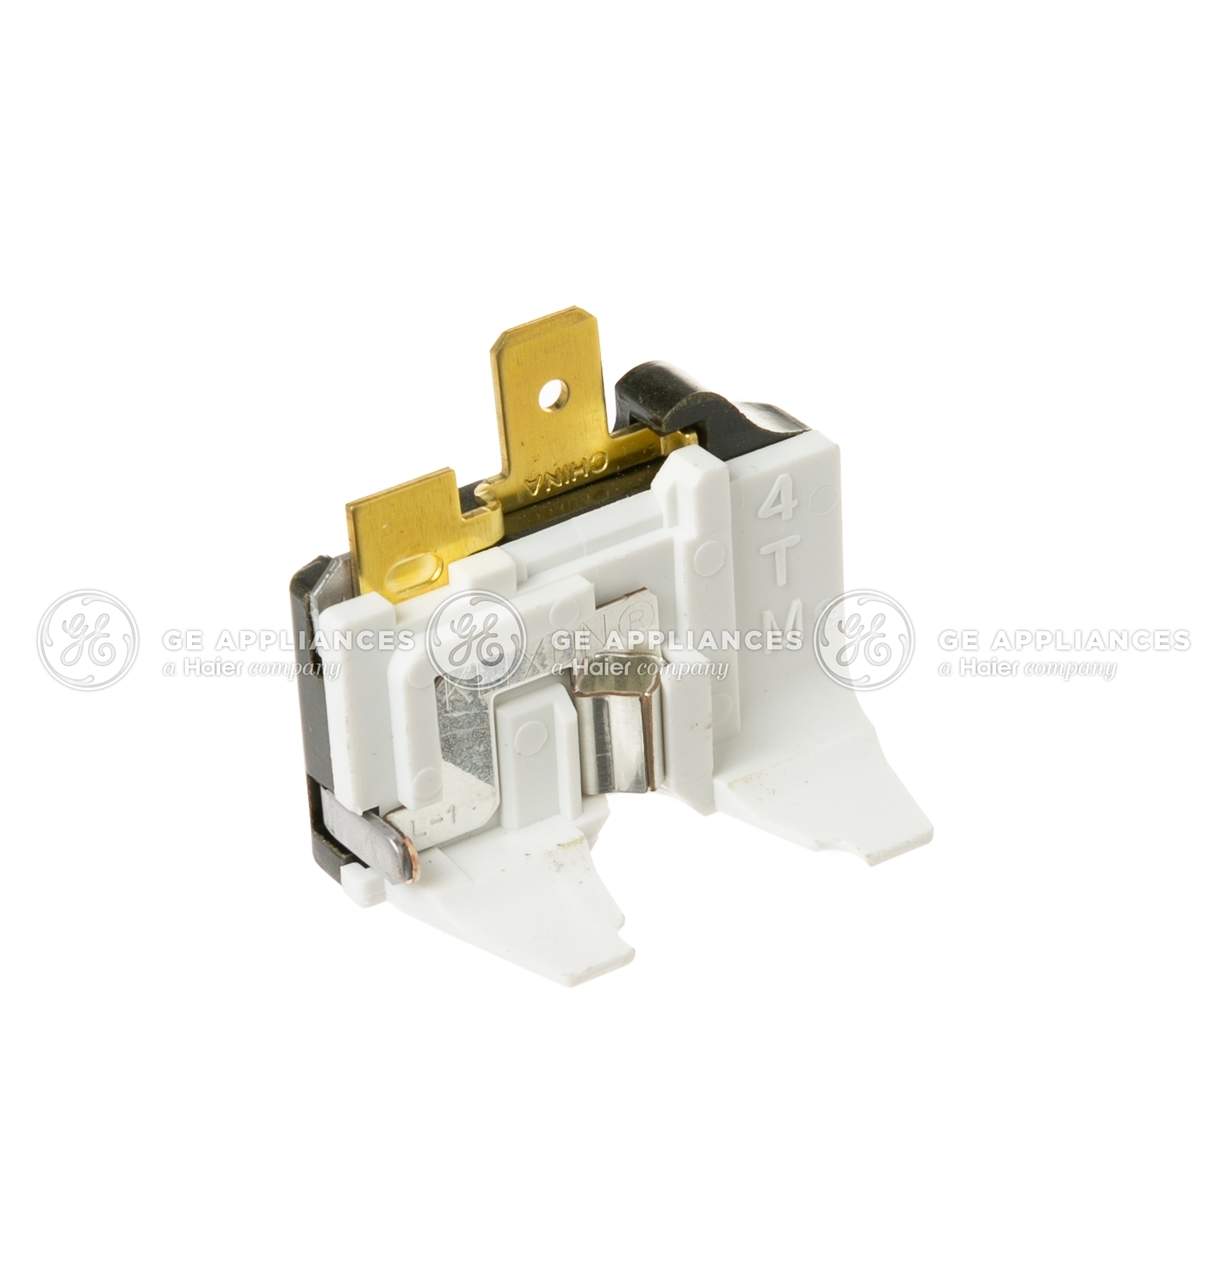 CHINA
4
T
M
GE APPLIANCES GE APPLIANCES GE APPLIANCES
a Haier company a Haier company a Haier company
L-1